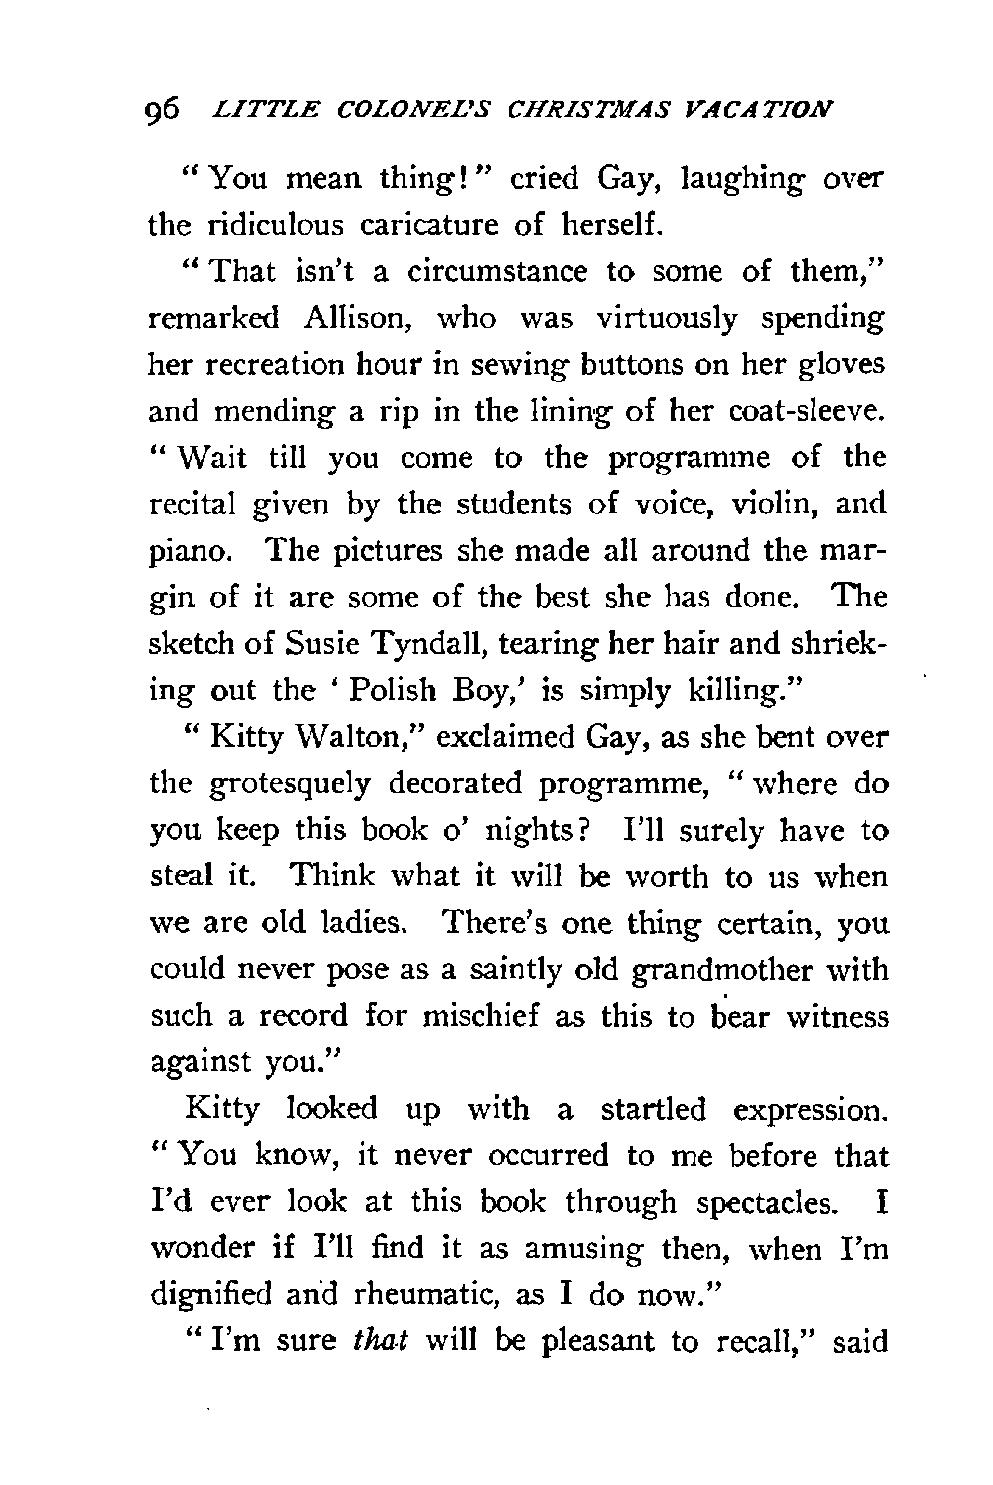 96 LITTLE COLONEL'S CHRISTMAS VACATION
" You mean thing! " cried Gay, laughing over
the ridiculous caricature of herself.
" That isn't a circumstance to some of them,"
remarked Allison, who was virtuously spending
her recreation hour in sewing buttons on her gloves
and mending a rip in the lining of her coat-sleeve.
" Wait till you come to the programme of the
recital given by the students of voice, violin, and
piano. The pictures she made all around the mar-
gin of it are some of the best she has done. The
sketch of Susie Tyndall, tearing her hair and shriek-
ing out the ' Polish Boy,' is simply killing."
" Kitty Walton," exclaimed Gay, as she bent over
the grotesquely decorated programme, " where do
you keep this book o' nights? I'll surely have to
steal it. Think what it will be worth to us when
we are old ladies. There's one thing certain, you
could never pose as a saintly old grandmother with
such a record for mischief as this to bear witness
against you."
Kitty looked up with a startled expression.
" You know, it never occurred to me before that
I'd ever look at this book through spectacles. I
wonder if I'll find it as amusing then, when I'm
dignified and rheumatic, as I do now."
" I'm sure that will be pleasant to recall," said